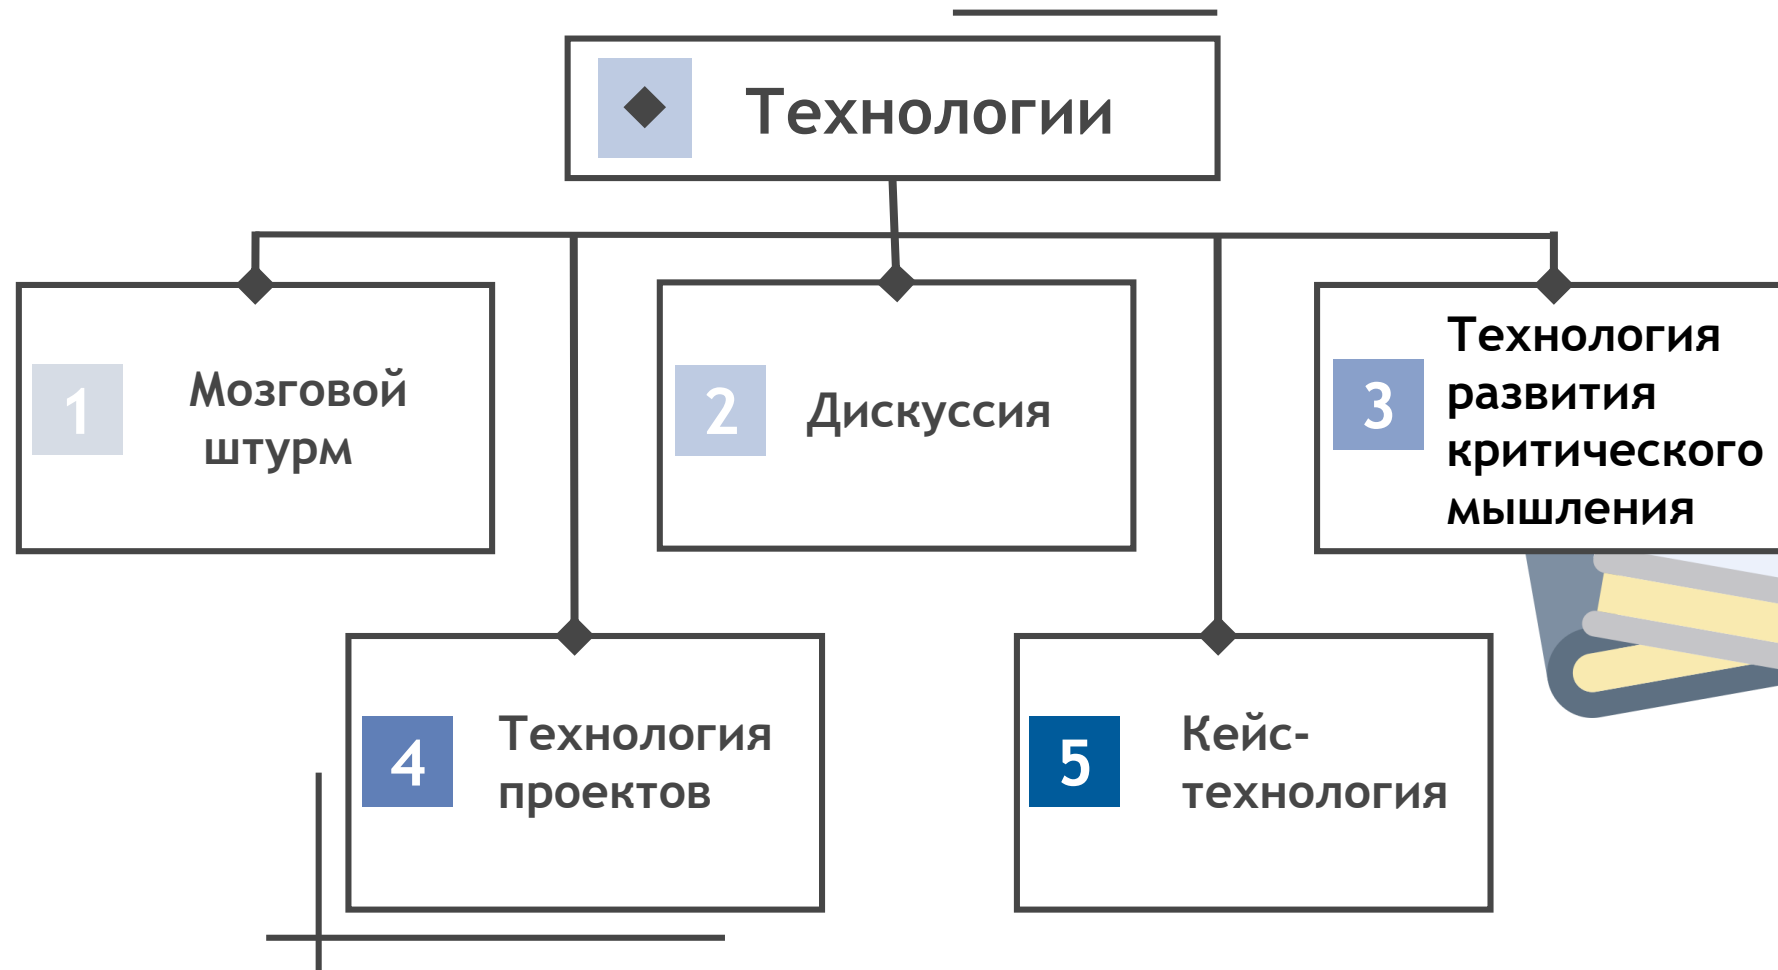 Технологии
1
Мозговой
штурм
2
Дискуссия
3
Технология
развития
критического
мышления
4
Технология
проектов
5
Кейс-
технология